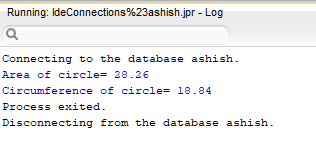 Running: IdeConnections%23ashish.jpr - Log
Connecting to the database ashish.
Area of circle= 28.26
Circumference of circle= 18.84
Process exited.
Disconnecting from the database ashish.